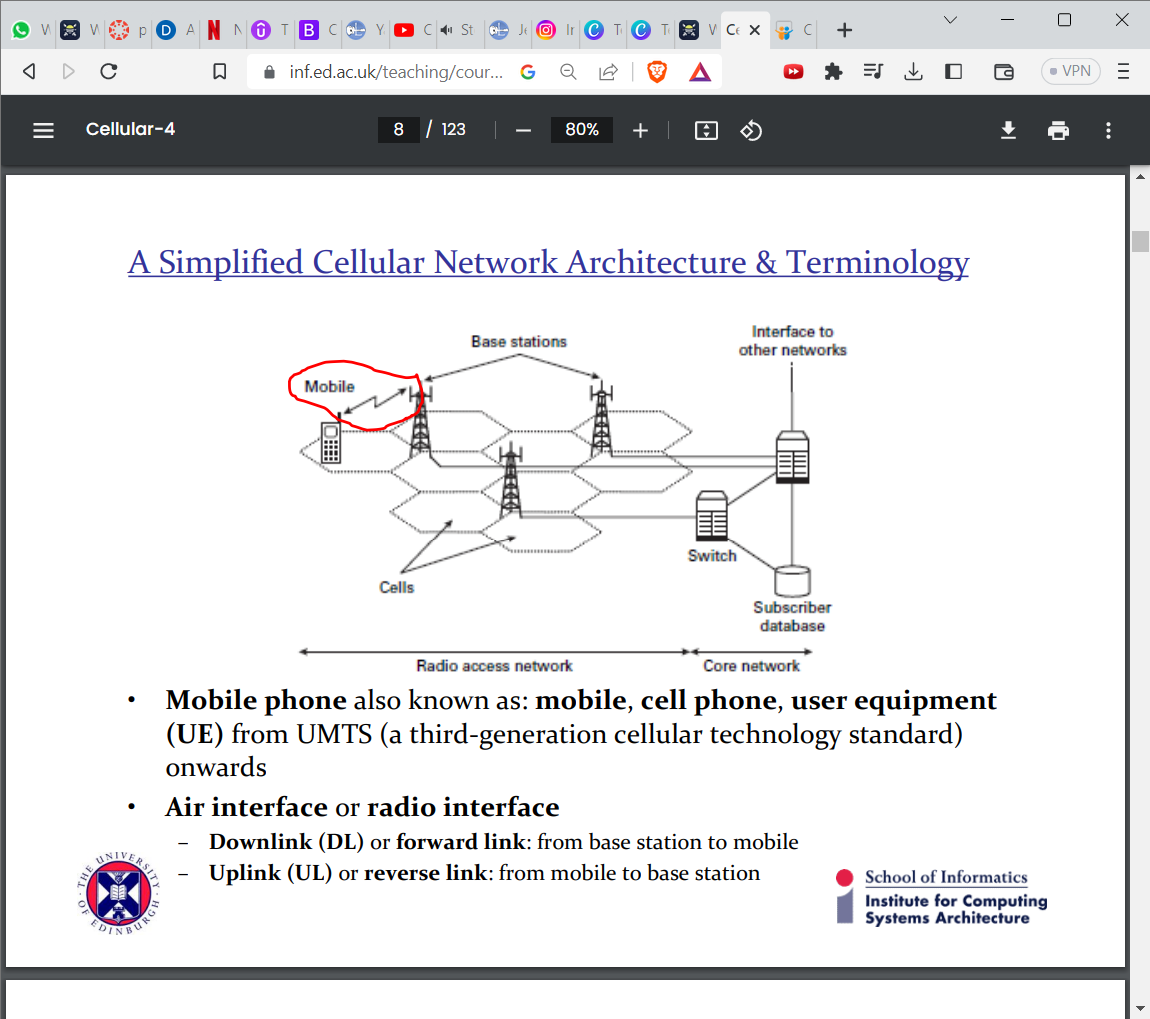 W
W
p
A
N
T
C
Y
C
St
Je
Ir
T
T
W
Ce
C
inf.ed.ac.uk/teaching/cour...
VPN
Cellular-4
8 / 123
80%
A Simplified Cellular Network Architecture & Terminology
Base stations
Interface to
other networks
Mobile
Switch
Cells
Subscriber
database
Radio access network
Core network
• Mobile phone also known as: mobile, cell phone, user equipment
(UE) from UMTS (a third-generation cellular technology standard)
onwards
• Air interface or radio interface
– Downlink (DL) or forward link: from base station to mobile
– Uplink (UL) or reverse link: from mobile to base station
THE UNIVERSITY OF EDINBURGH
School of Informatics
Institute for Computing
Systems Architecture